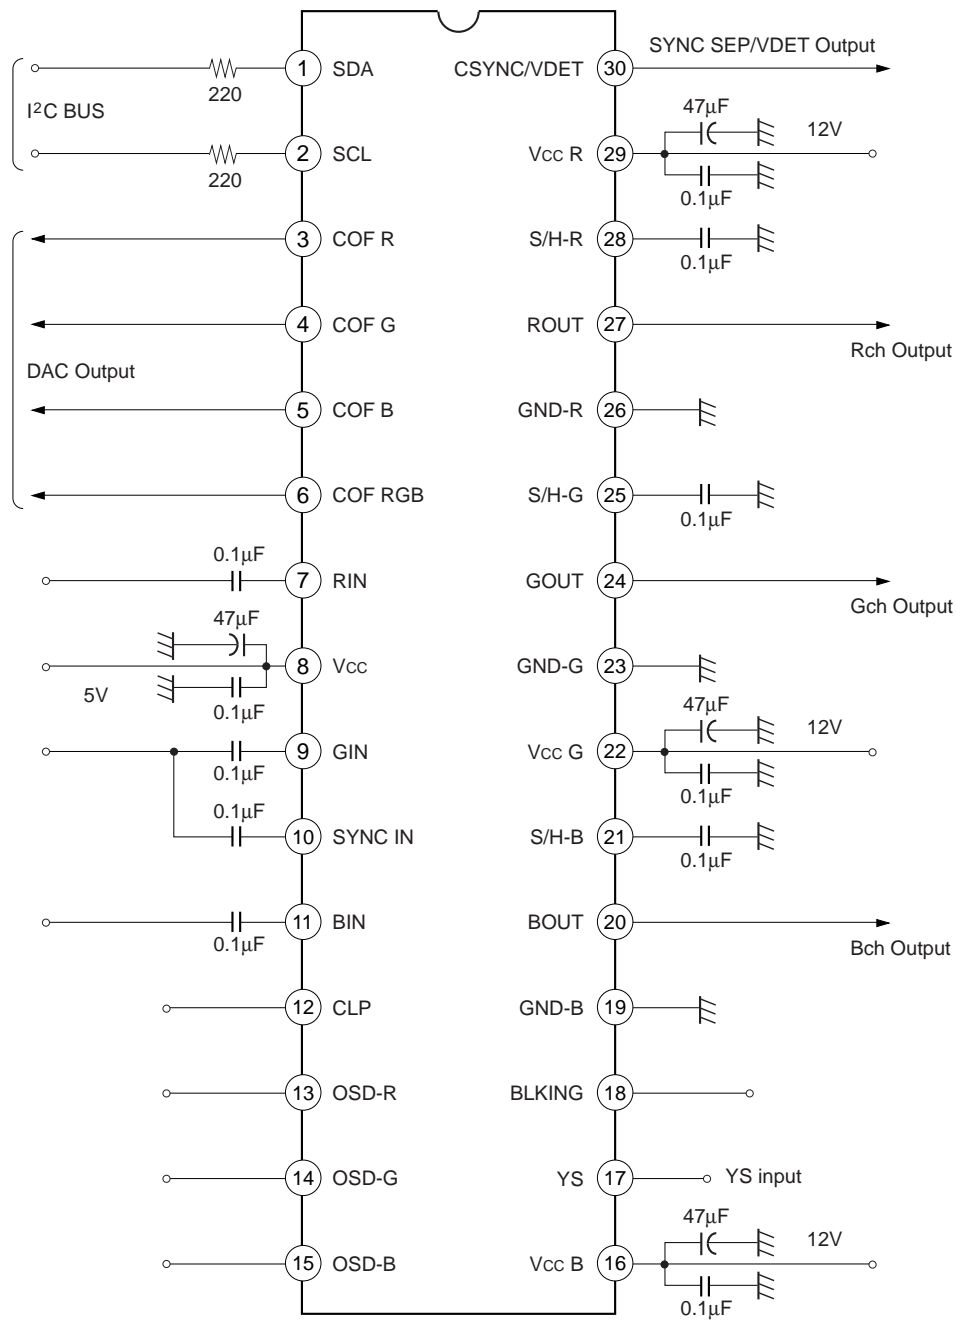 SYNC SEP/VDET Output
1 SDA
220
I²C BUS
2 SCL
220
3 COF R
4 COF G
DAC Output
5 COF B
6 COF RGB
0.1μF
7 RIN
47μF
8 Vcc
5V
0.1μF
9 GIN
0.1μF
0.1μF
10 SYNC IN
11 BIN
0.1μF
12 CLP
13 OSD-R
14 OSD-G
15 OSD-B
CSYNC/VDET 30
47μF
12V
Vcc R 29
0.1μF
S/H-R 28
0.1μF
ROUT 27
Rch Output
GND-R 26
S/H-G 25
0.1μF
GOUT 24
Gch Output
GND-G 23
47μF
12V
Vcc G 22
0.1μF
S/H-B 21
0.1μF
BOUT 20
Bch Output
GND-B 19
BLKING 18
YS 17 YS input
47μF
12V
Vcc B 16
0.1μF